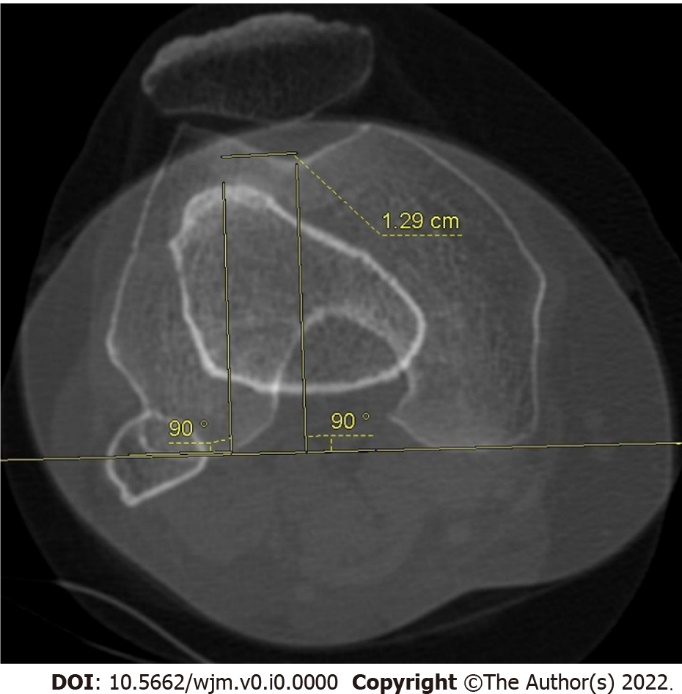 1.29 cm
90 °
90 °
DOI: 10.5662/wjm.v0.i0.0000 Copyright ©The Author(s) 2022.